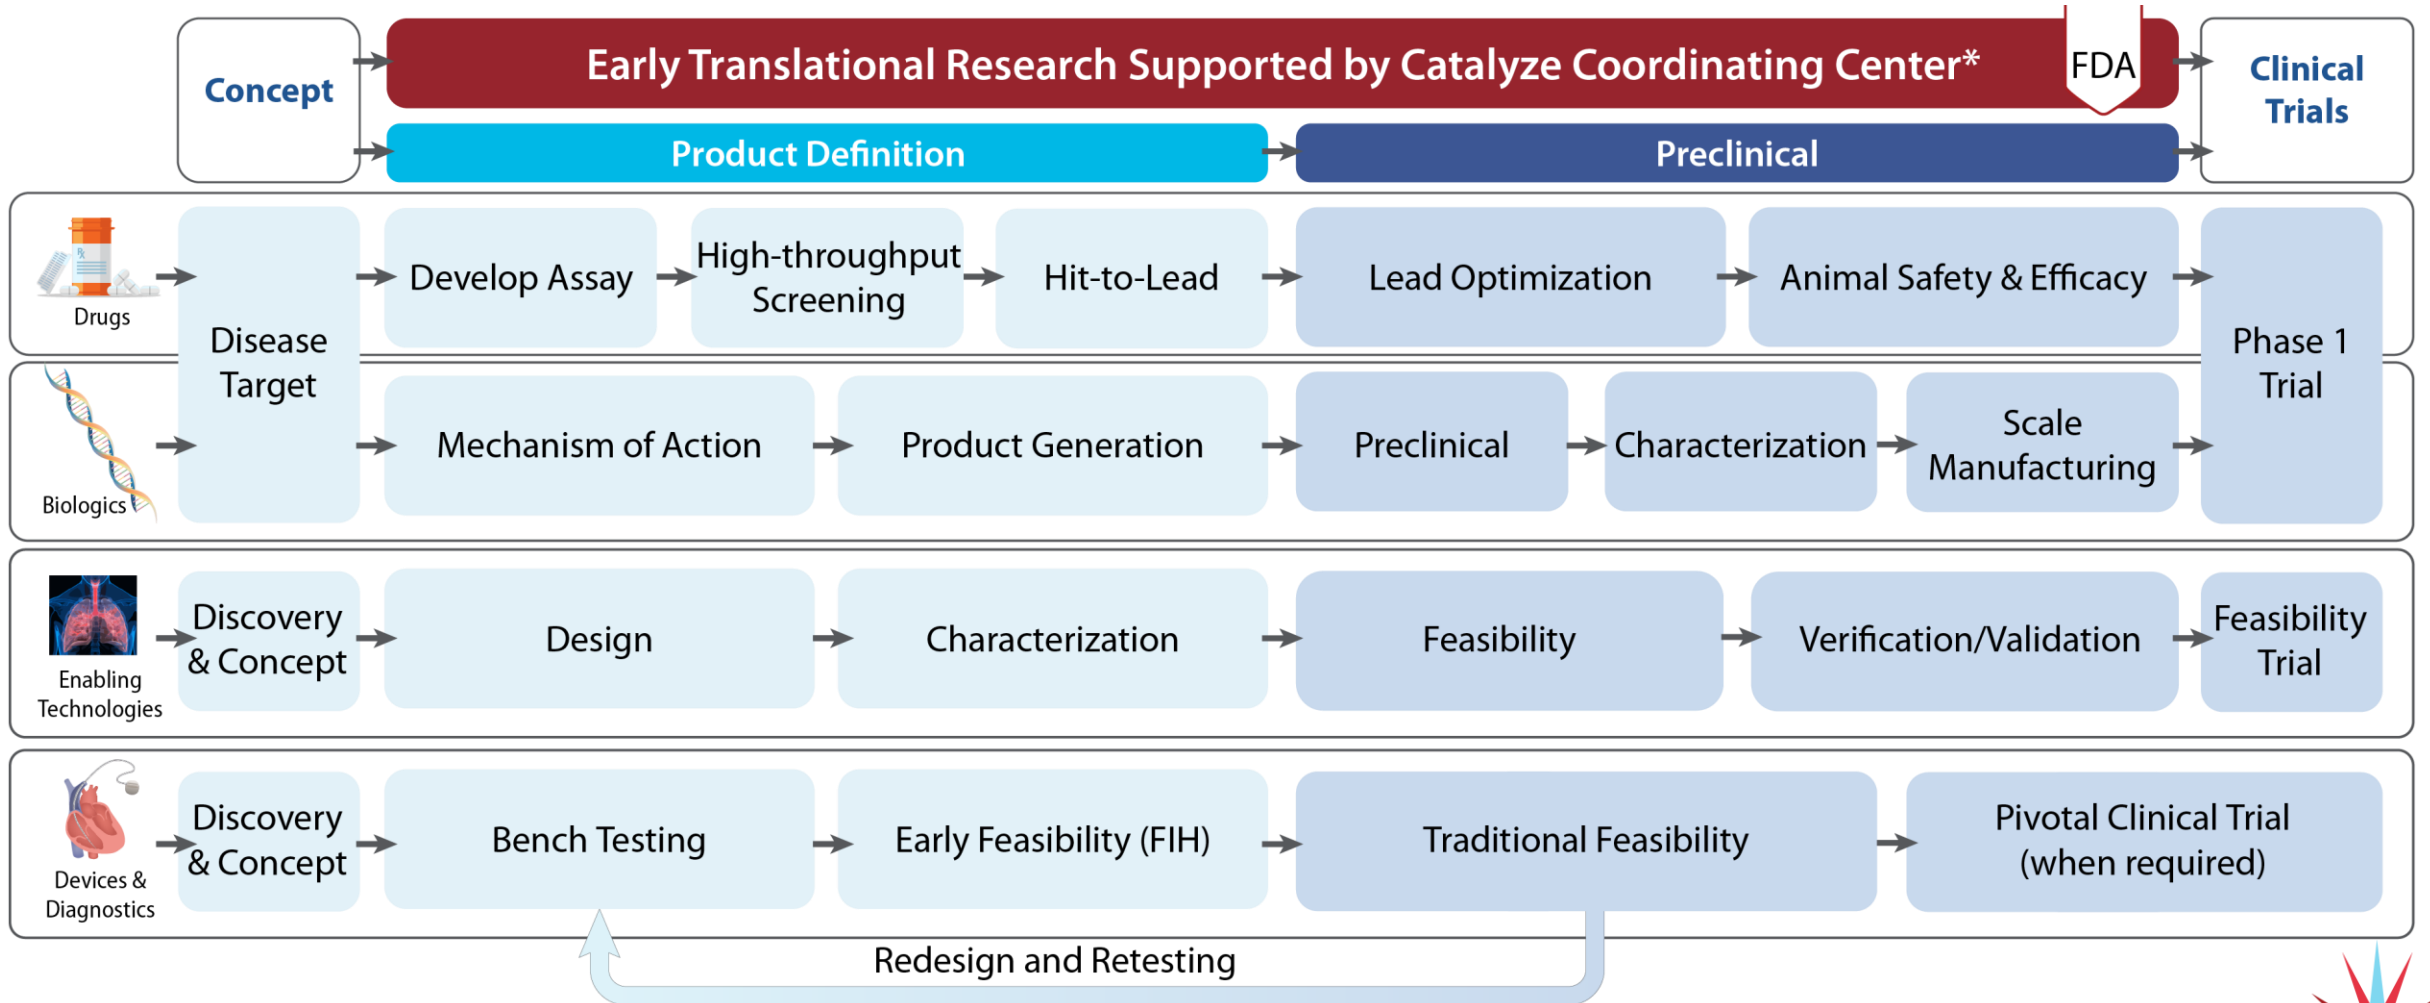 Concept
Early Translational Research Supported by Catalyze Coordinating Center*
FDA
Clinical
Trials
Product Definition
Preclinical
Drugs
Disease
Target
Develop Assay
High-throughput
Screening
Hit-to-Lead
Lead Optimization
Animal Safety & Efficacy
Phase 1
Trial
Biologics
Mechanism of Action
Product Generation
Preclinical
Characterization
Scale
Manufacturing
Enabling
Technologies
Discovery
& Concept
Design
Characterization
Feasibility
Verification/Validation
Feasibility
Trial
Devices &
Diagnostics
Discovery
& Concept
Bench Testing
Early Feasibility (FIH)
Traditional Feasibility
Pivotal Clinical Trial
(when required)
Redesign and Retesting